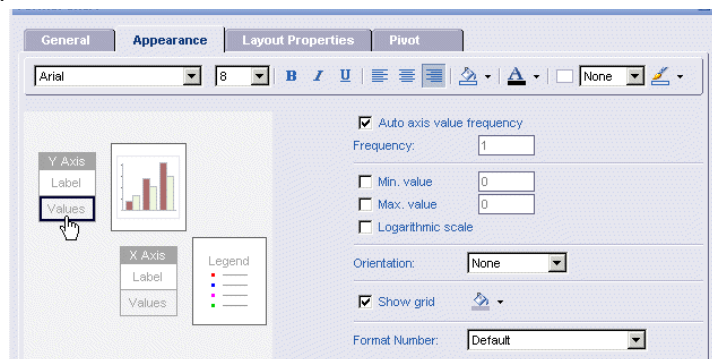 General Appearance Layout Properties Pivot
Arial 8 B I U A None
Auto axis value frequency
Frequency: 1
Y Axis
Label
Values
Min. value 0
Max. value 0
Logarithmic scale
X Axis
Label
Values
Legend
Orientation: None
Show grid
Format Number: Default